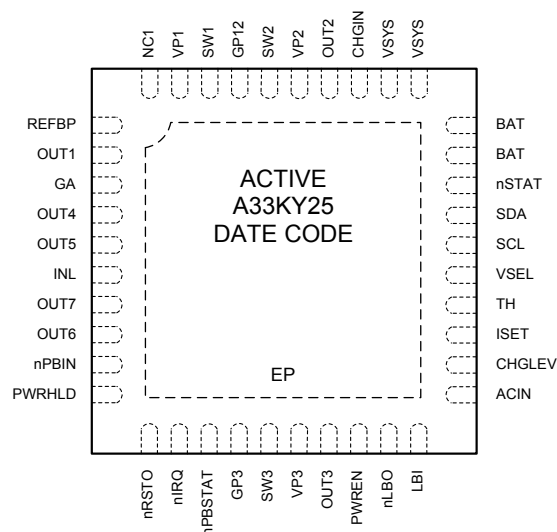 NC1
VP1
SW1
GP12
SW2
VP2
OUT2
CHGIN
VSYS
VSYS
REFBP
OUT1
GA
OUT4
OUT5
INL
OUT7
OUT6
nPBIN
PWRHLD
ACTIVE
A33KY25
DATE CODE
EP
BAT
BAT
nSTAT
SDA
SCL
VSEL
TH
ISET
CHGLEV
ACIN
nRSTO
nIRQ
nPBSTAT
GP3
SW3
VP3
OUT3
PWREN
nLBO
LBI